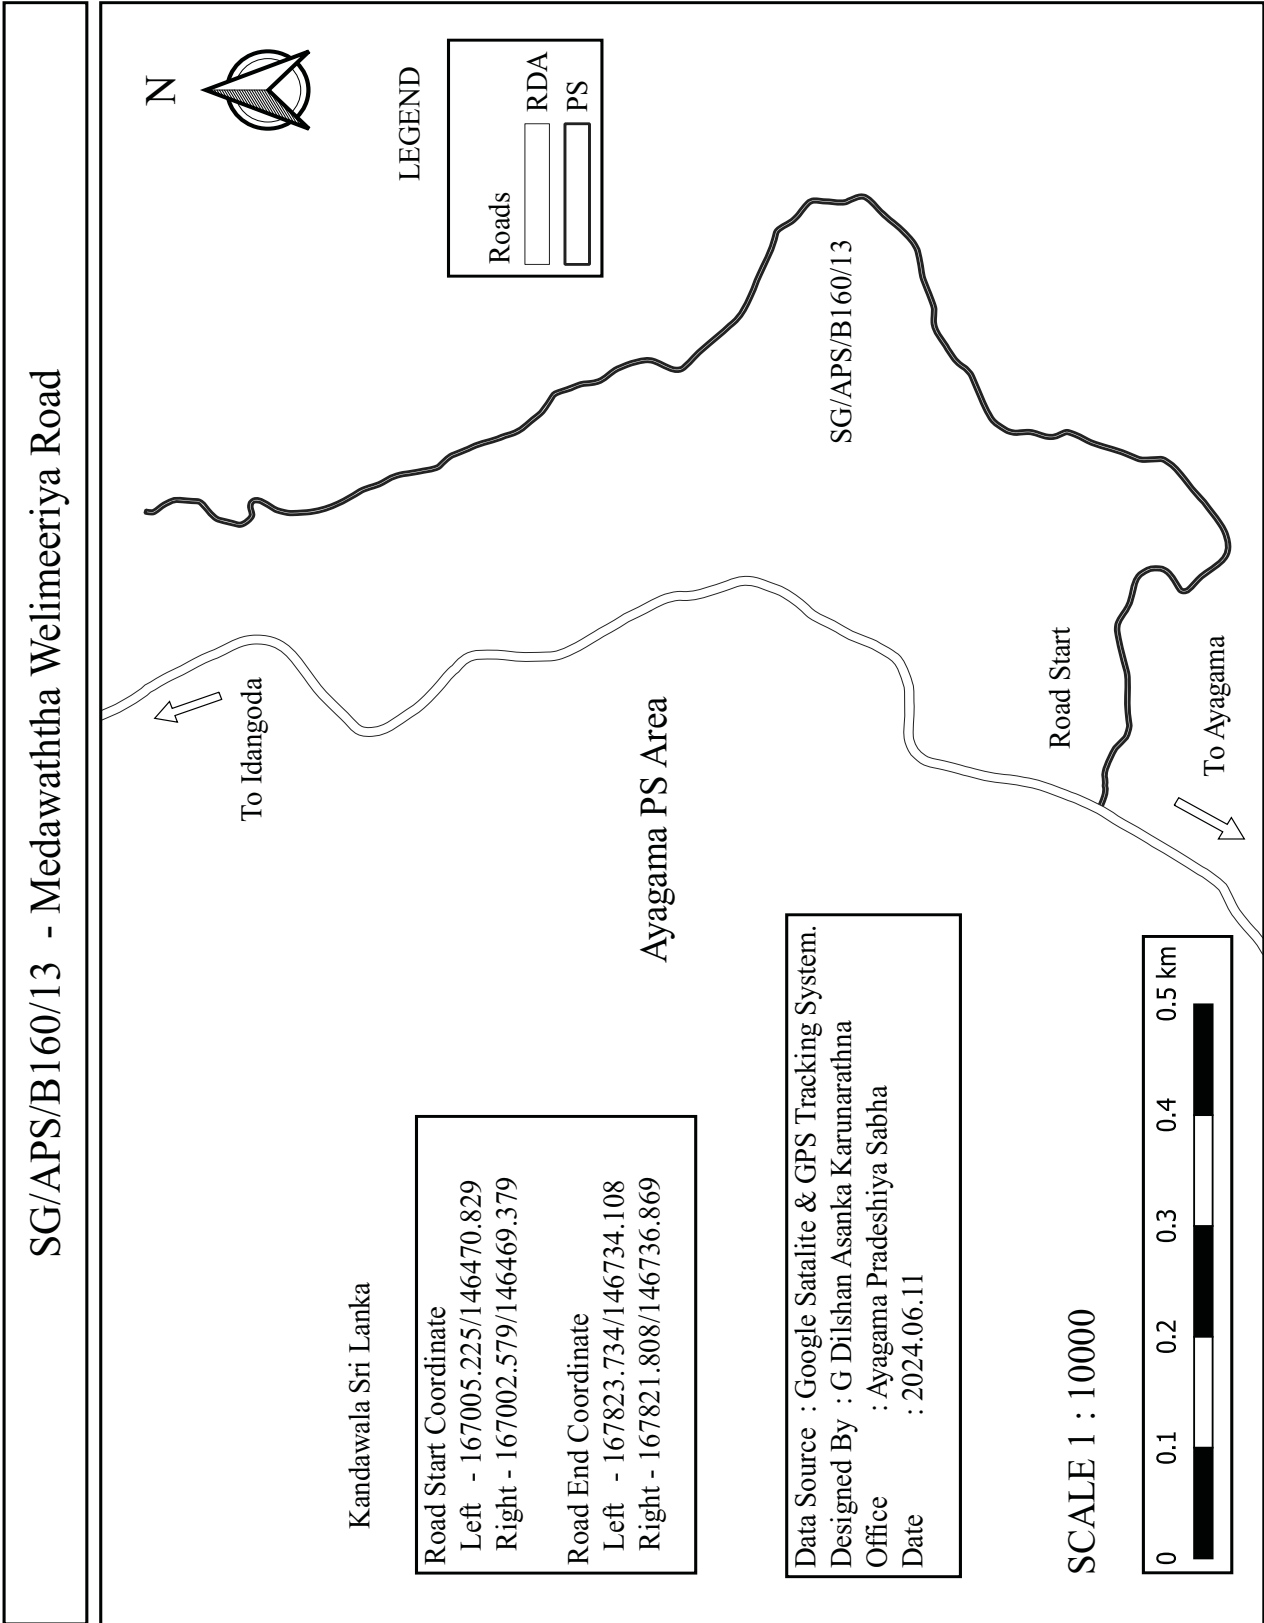 SG/APS/B160/13 - Medawaththa Welimeeriya Road
N
LEGEND
Roads
RDA
PS
To Idangoda
SG/APS/B160/13
Ayagama PS Area
Road Start
To Ayagama
Kandawala Sri Lanka
Road Start Coordinate
Left - 167005.225/146470.829
Right - 167002.579/146469.379
Road End Coordinate
Left - 167823.734/146734.108
Right - 167821.808/146736.869
Data Source : Google Satalite & GPS Tracking System.
Designed By : G Dilshan Asanka Karunarathna
Office : Ayagama Pradeshiya Sabha
Date : 2024.06.11
SCALE 1 : 10000
0 0.1 0.2 0.3 0.4 0.5 km